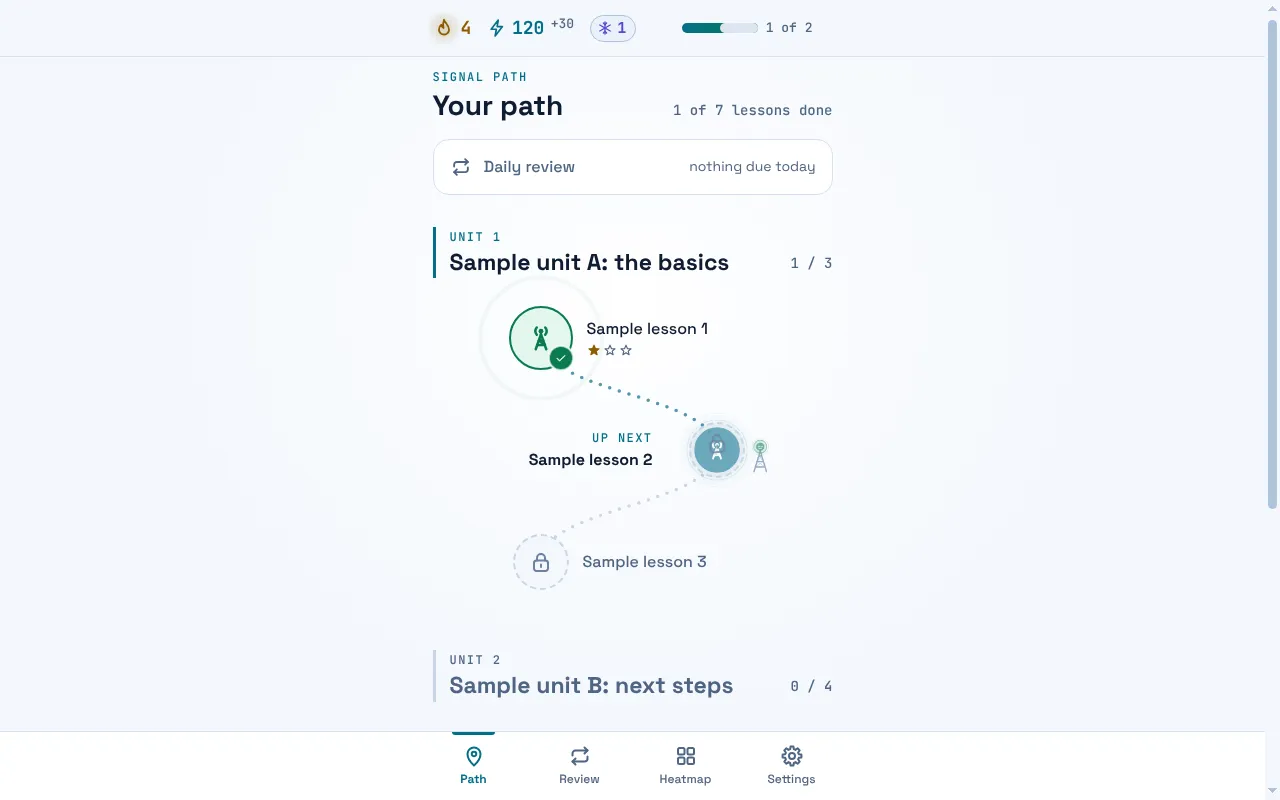 4 120 +30 1 1 of 2
SIGNAL PATH
Your path 1 of 7 lessons done
Daily review nothing due today
UNIT 1
Sample unit A: the basics 1 / 3
Sample lesson 1
UP NEXT
Sample lesson 2
Sample lesson 3
UNIT 2
Sample unit B: next steps 0 / 4
Path Review Heatmap Settings